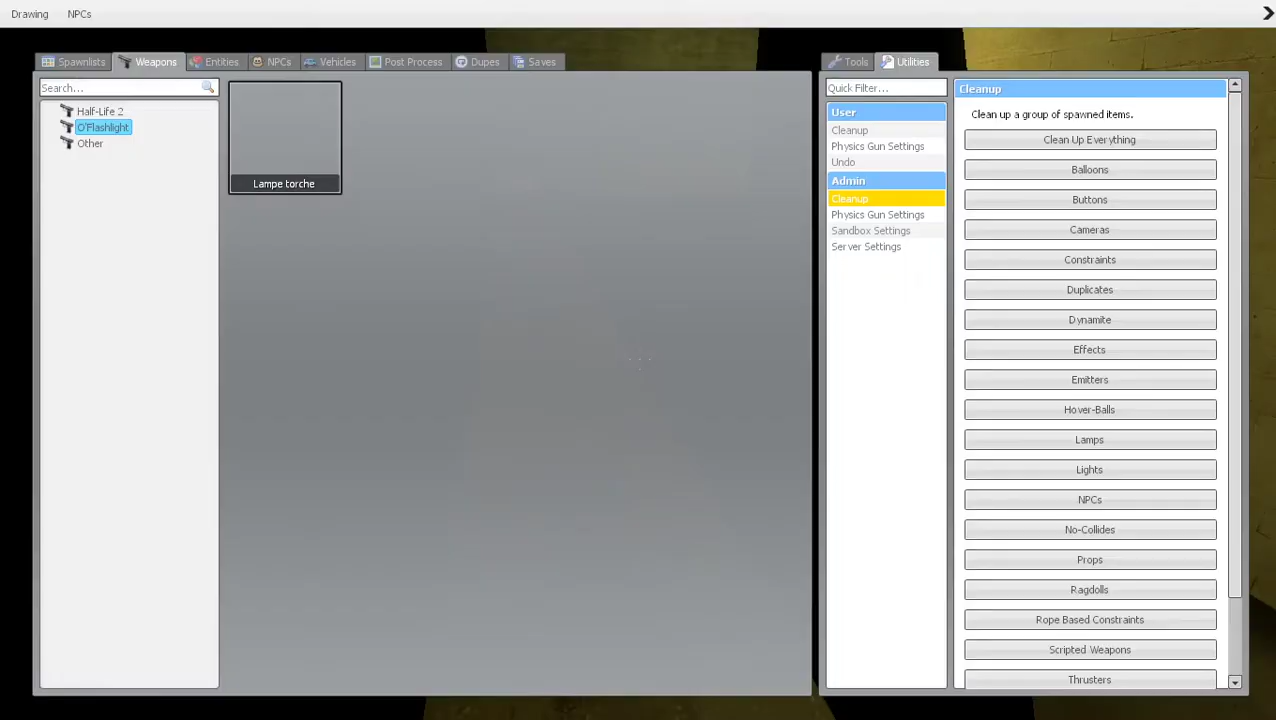 Drawing NPCs
Spawnlists Weapons Entities NPCs Vehicles Post Process Dupes Saves
Search...
Half-Life 2
O'Flashlight
Other
Lampe torche
Tools Utilities
Quick Filter...
User
Cleanup
Physics Gun Settings
Undo
Admin
Cleanup
Physics Gun Settings
Sandbox Settings
Server Settings
Cleanup
Clean up a group of spawned items.
Clean Up Everything
Balloons
Buttons
Cameras
Constraints
Duplicates
Dynamite
Effects
Emitters
Hover-Balls
Lamps
Lights
NPCs
No-Collides
Props
Ragdolls
Rope Based Constraints
Scripted Weapons
Thrusters